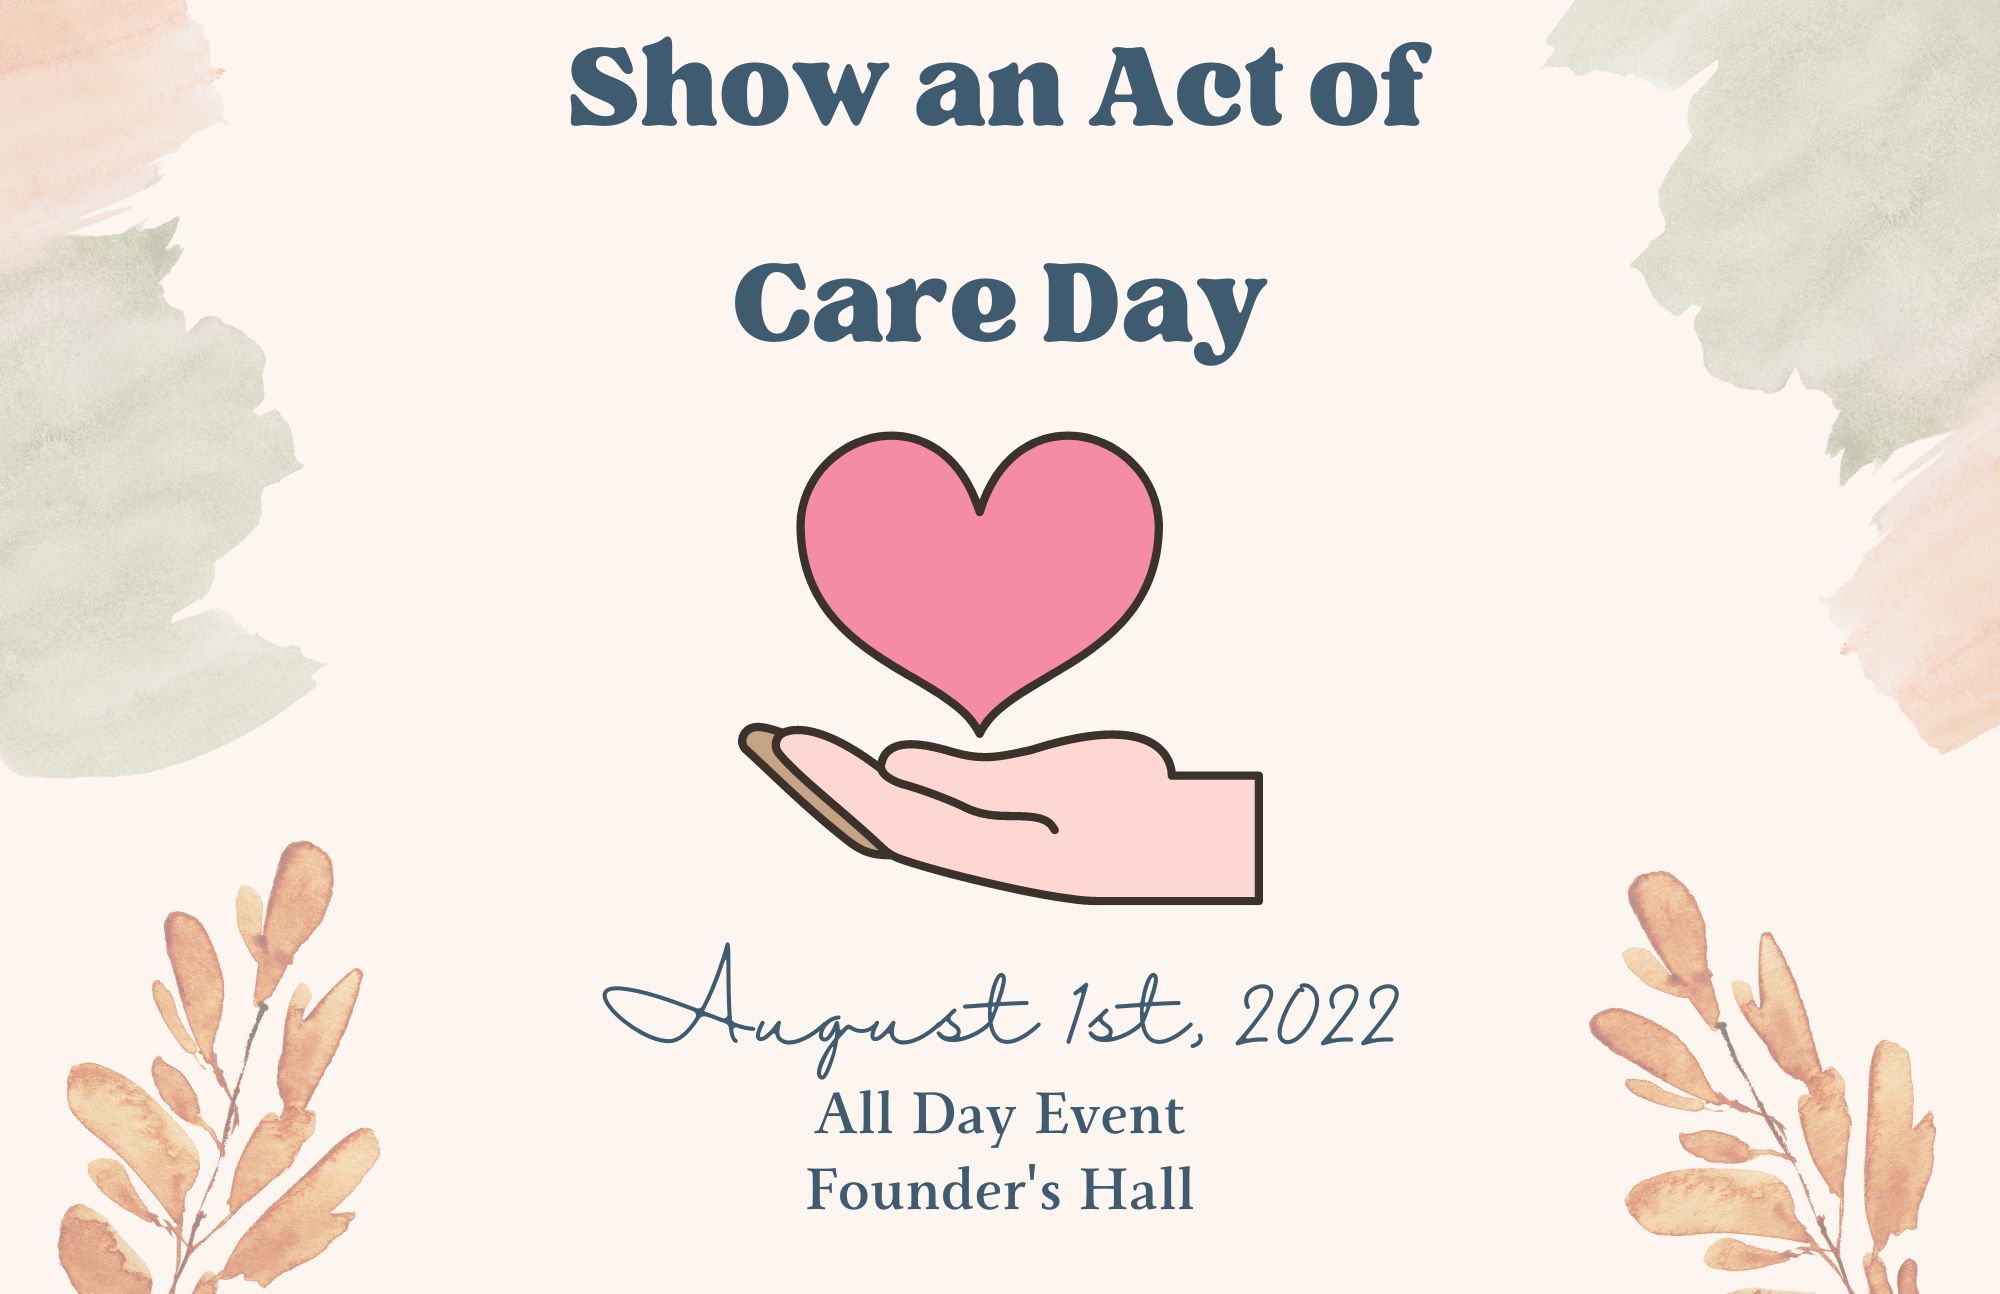 Show an Act of
Care Day
August 1st, 2022
All Day Event
Founder's Hall